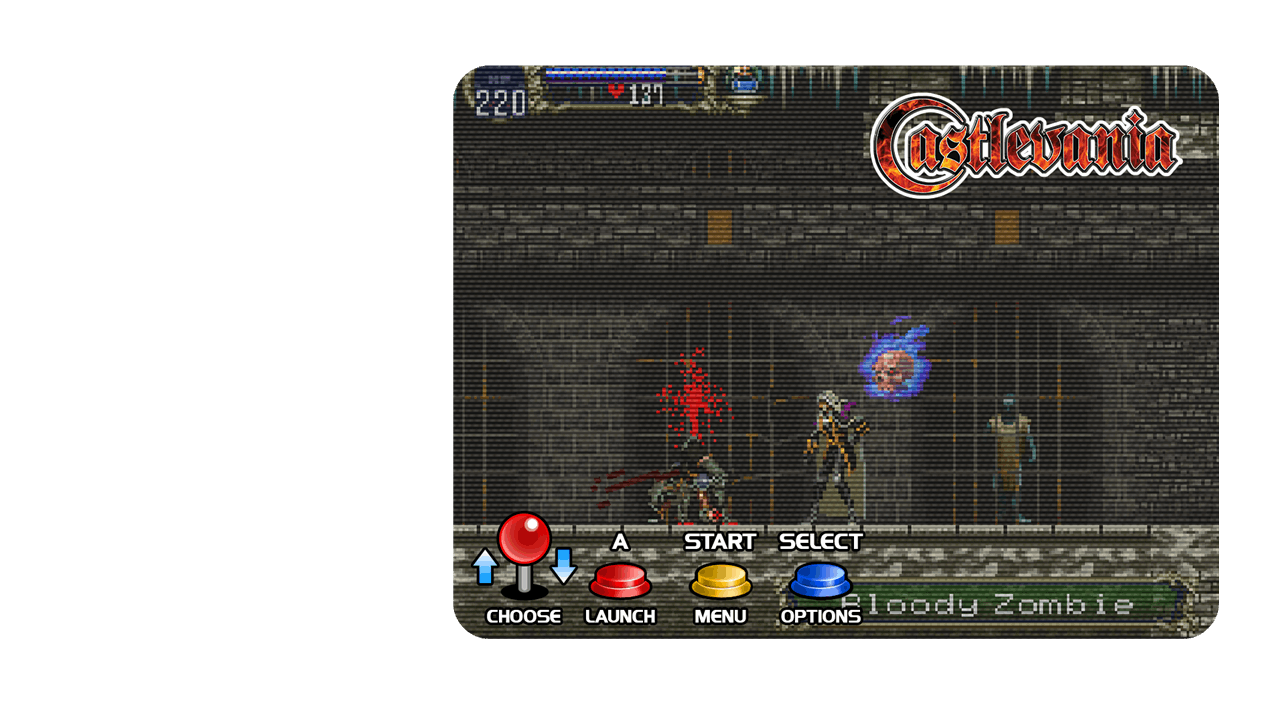 220
137
Castlevania
A START SELECT
CHOOSE LAUNCH MENU OPTIONS
Bloody Zombie